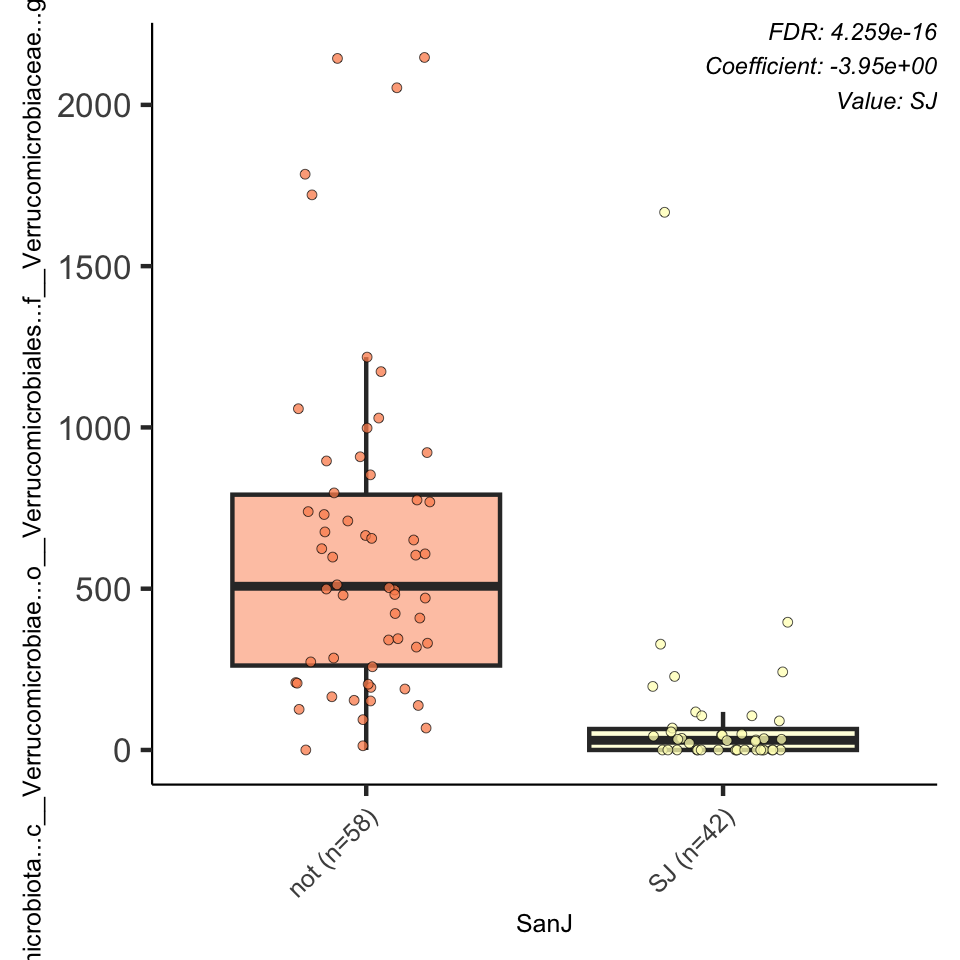 FDR: 4.259e-16
Coefficient: -3.95e+00
Value: SJ
microbiota...c__Verrucomicrobiae...o__Verrucomicrobiales...f__Verrucomicrobiaceae...g
2000
1500
1000
500
0
not (n=58)
SJ (n=42)
SanJ